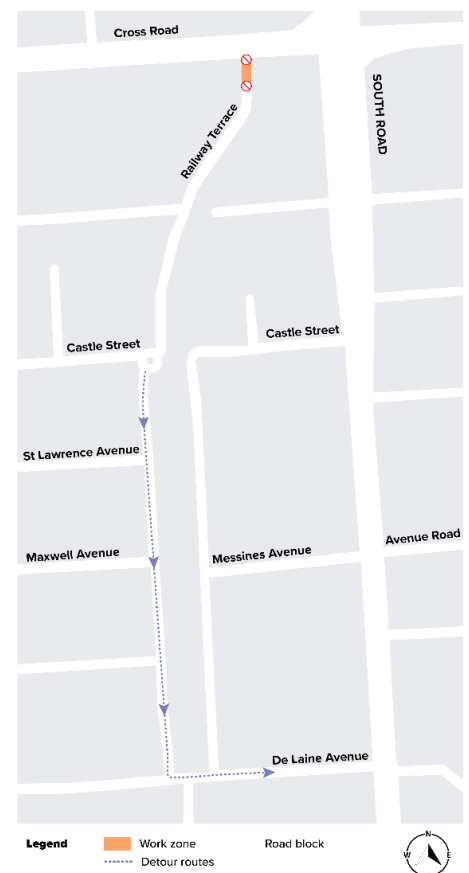 Cross Road
SOUTH ROAD
Railway Terrace
Castle Street
Castle Street
St Lawrence Avenue
Maxwell Avenue
Messines Avenue
Avenue Road
De Laine Avenue
Legend
Work zone
Road block
Detour routes
N
W
E
S